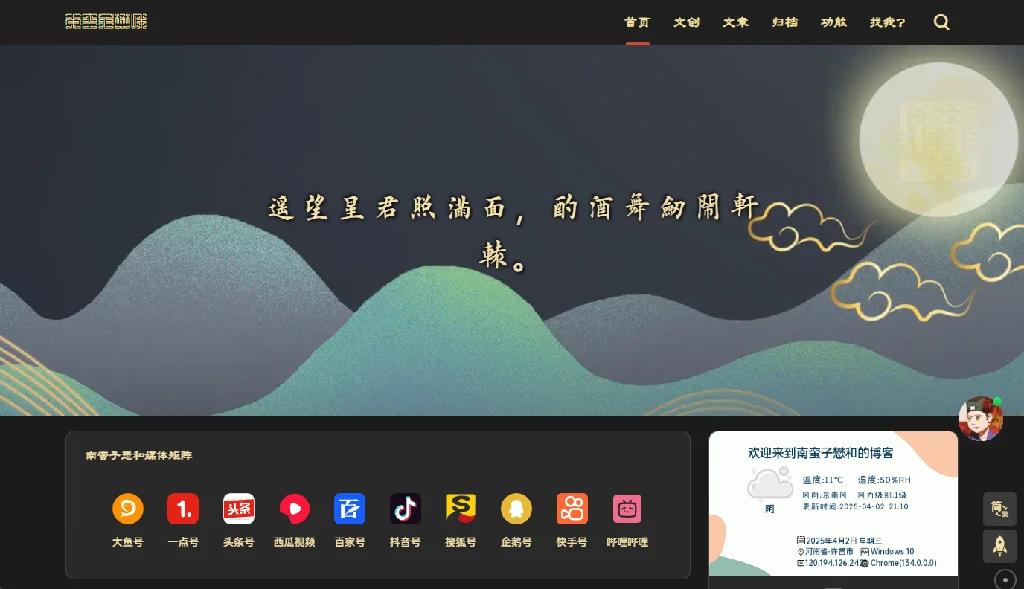 首页 文创 文章 归档 功能 找我?
遥望星君照满面，酌酒舞剑闹轩
辕。
南蛮子懋和媒体矩阵
大鱼号 一点号 头条号 西瓜视频 百家号 抖音号 搜狐号 企鹅号 快手号 哔哩哔哩
头条
欢迎来到南蛮子懋和的博客
温度:11°C 湿度:50%RH
风向:东南风 风力级别:1级
更新时间:2025-04-02 21:10
阴
2025年4月2日 星期三
河南省-许昌市 Windows 10
120.194.126.242 Chrome(134.0.0.0)
简 繁